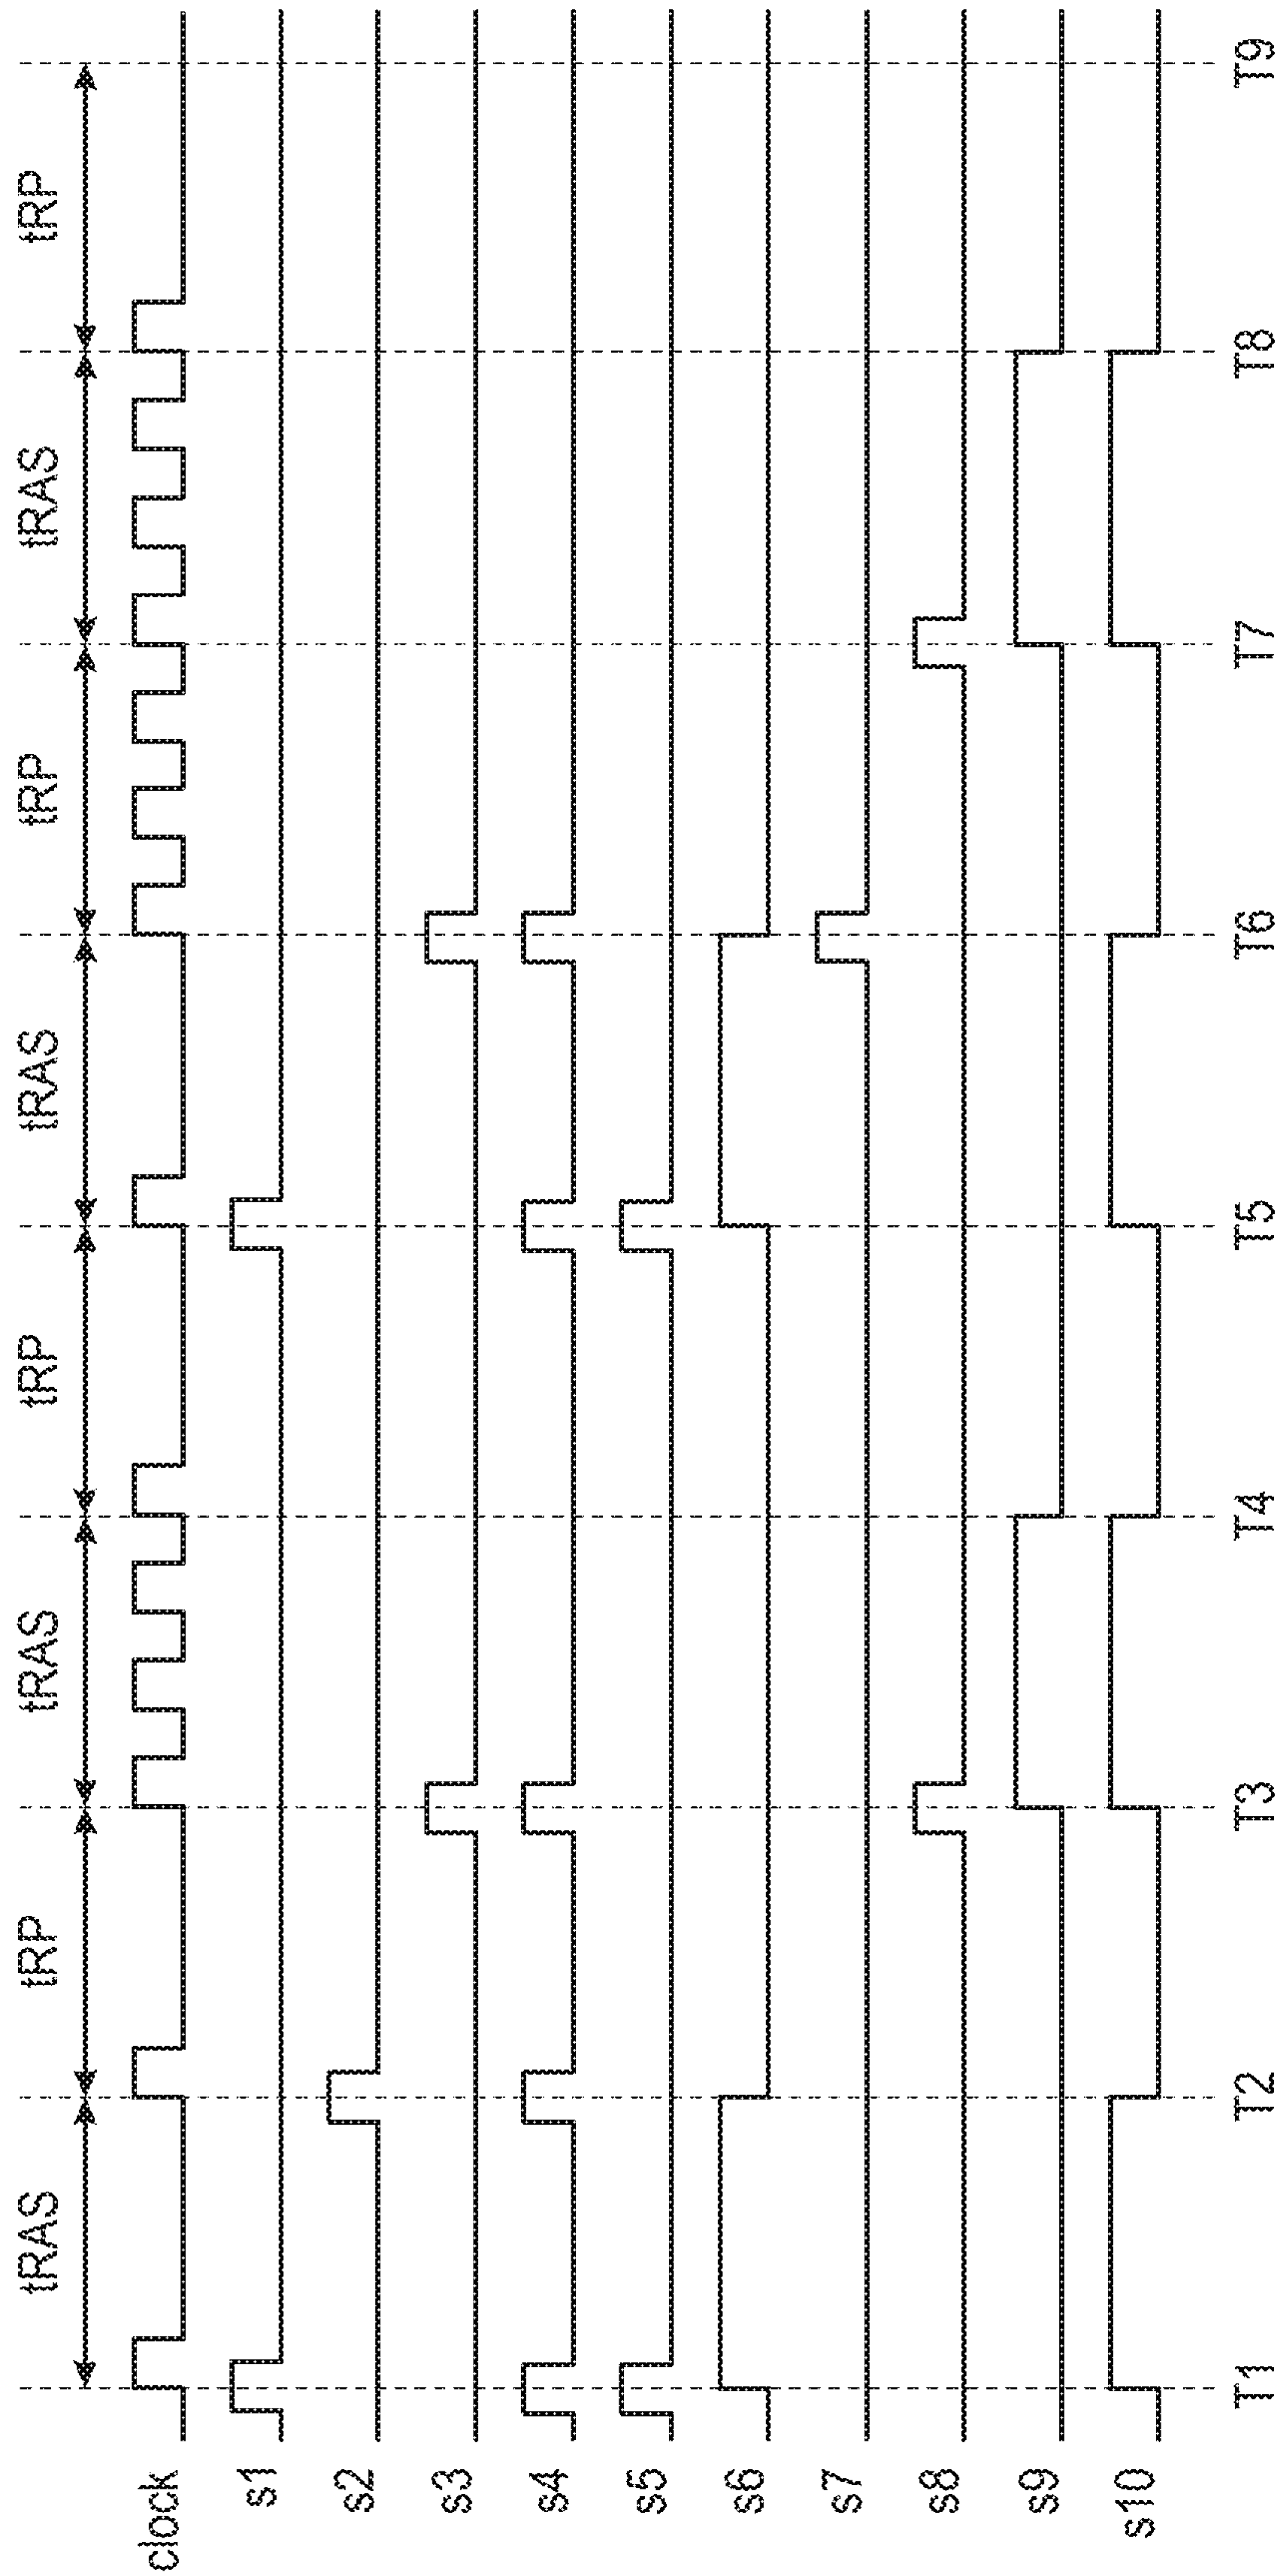 tRAS tRP tRAS tRP tRAS tRP tRAS tRP
clock
s1
s2
s3
s4
s5
s6
s7
s8
s9
s10
T1 T2 T3 T4 T5 T6 T7 T8 T9